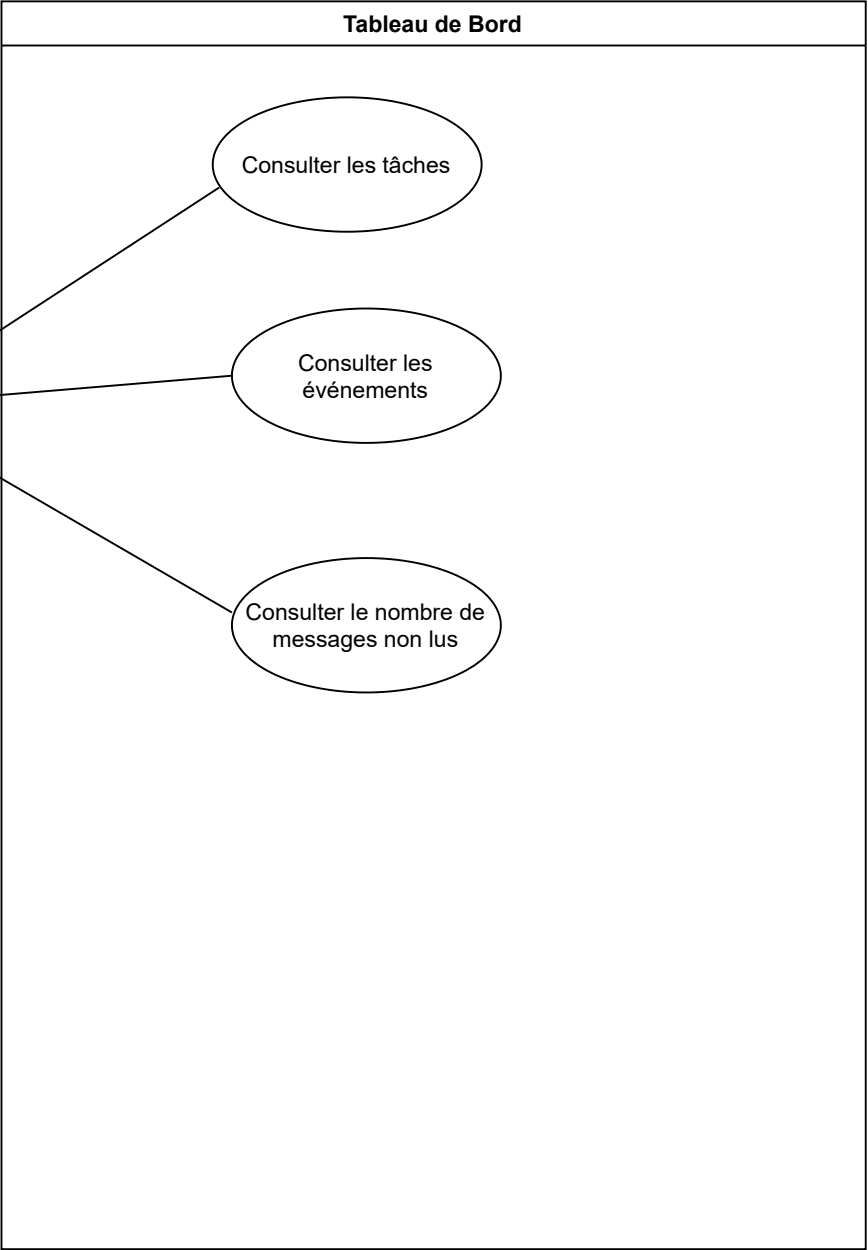 Tableau de Bord
Consulter les tâches
Consulter les
événements
Consulter le nombre de
messages non lus